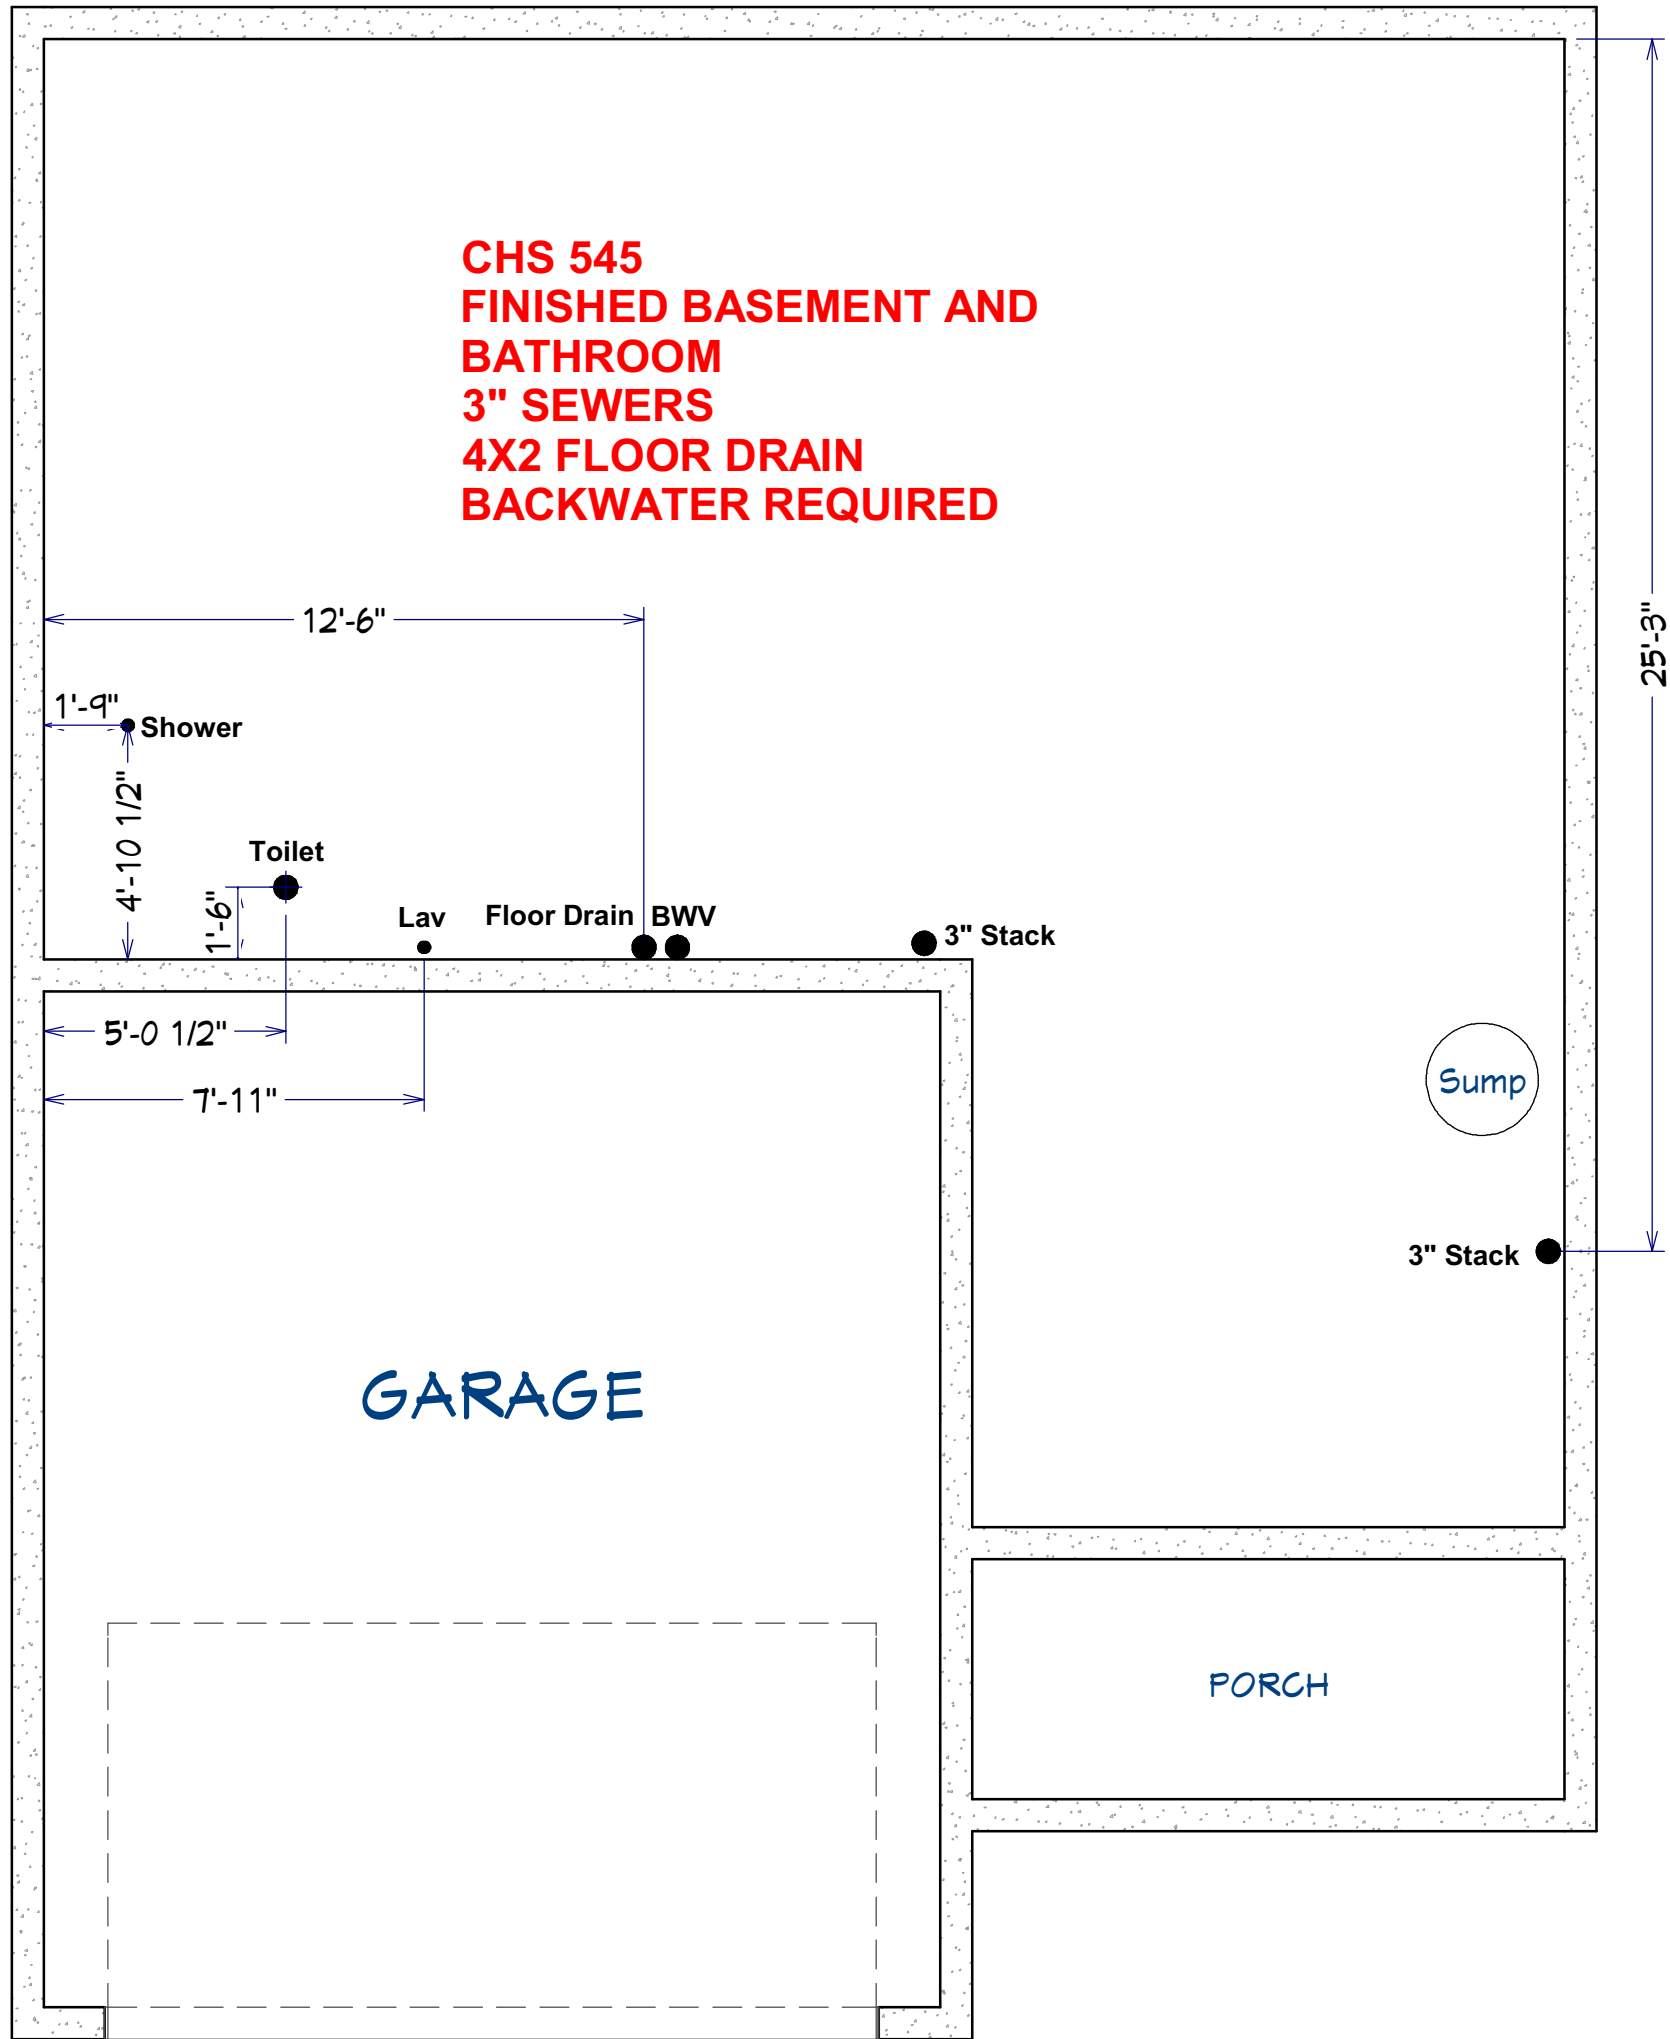 CHS 545
FINISHED BASEMENT AND
BATHROOM
3" SEWERS
4X2 FLOOR DRAIN
BACKWATER REQUIRED
12'-6"
25'-3"
1'-9"
Shower
4'-10 1/2"
Toilet
1'-6"
Lav
Floor Drain
BWV
3" Stack
5'-0 1/2"
7'-11"
Sump
3" Stack
GARAGE
PORCH